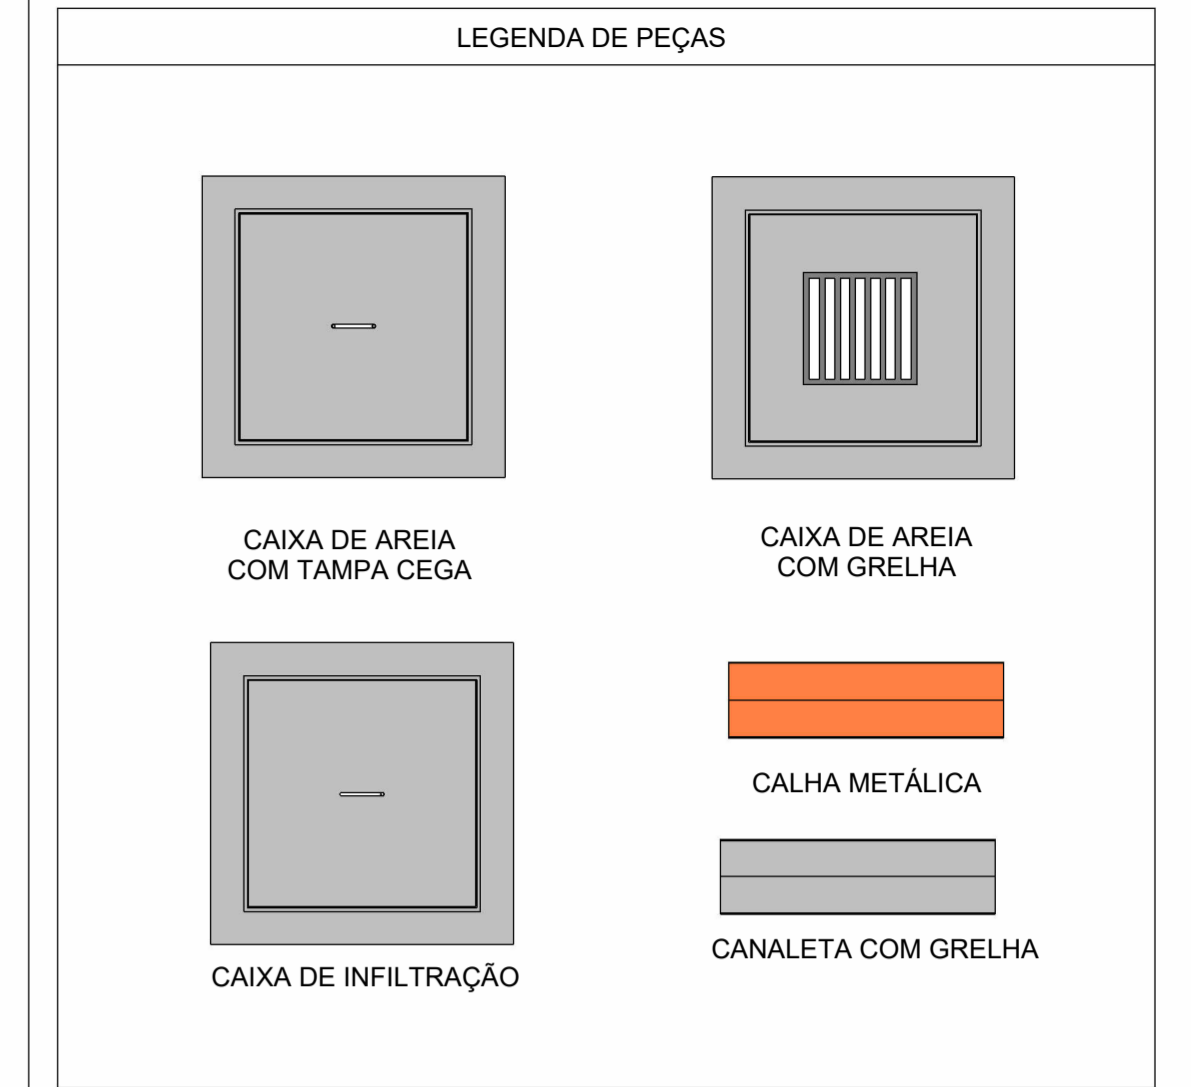 LEGENDA DE PEÇAS
CAIXA DE AREIA
COM TAMPA CEGA
CAIXA DE AREIA
COM GRELHA
CALHA METÁLICA
CANALETA COM GRELHA
CAIXA DE INFILTRAÇÃO